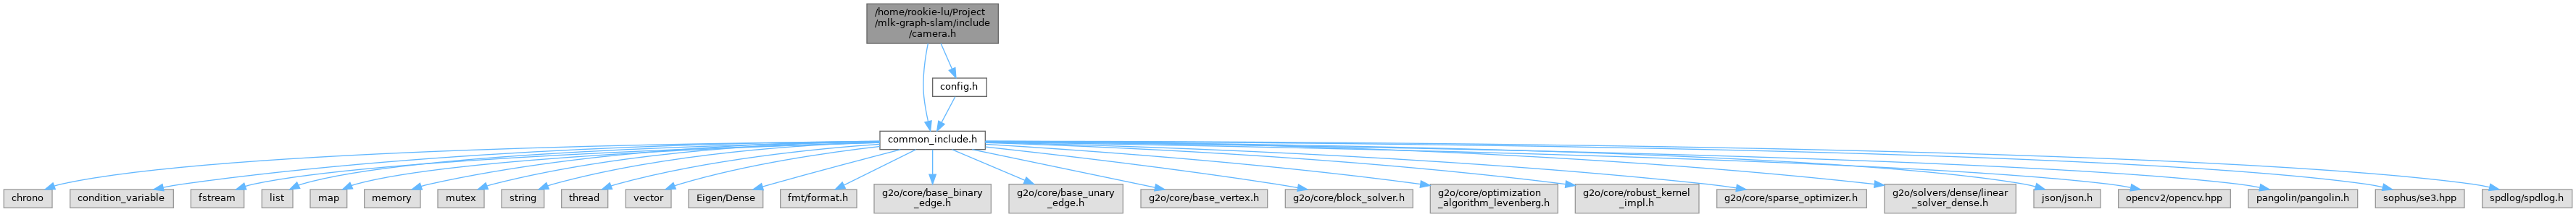 /home/rookie-lu/Project
/mlk-graph-slam/include
/camera.h
config.h
common_include.h
chrono
condition_variable
fstream
list
map
memory
mutex
string
thread
vector
Eigen/Dense
fmt/format.h
g2o/core/base_binary
_edge.h
g2o/core/base_unary
_edge.h
g2o/core/base_vertex.h
g2o/core/block_solver.h
g2o/core/optimization
_algorithm_levenberg.h
g2o/core/robust_kernel
_impl.h
g2o/core/sparse_optimizer.h
g2o/solvers/dense/linear
_solver_dense.h
json/json.h
opencv2/opencv.hpp
pangolin/pangolin.h
sophus/se3.hpp
spdlog/spdlog.h